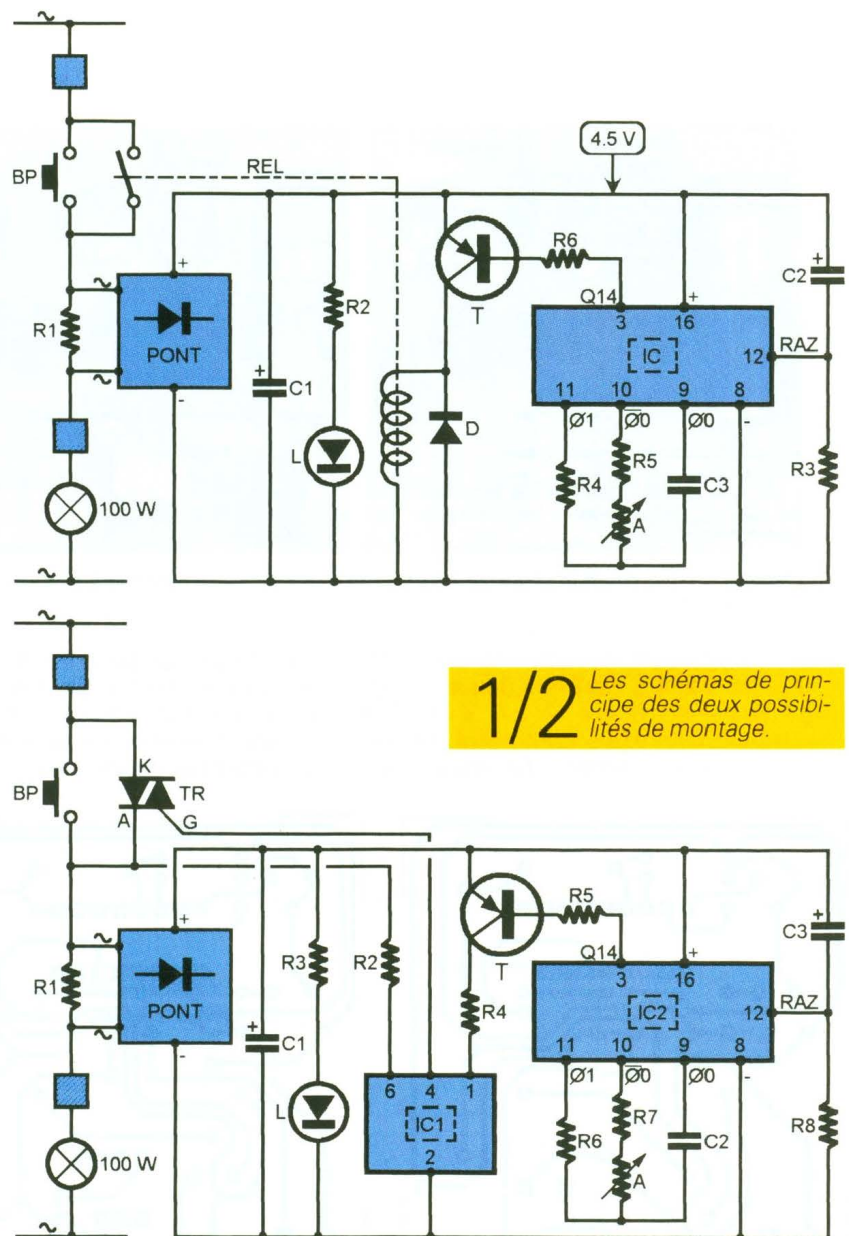 ~
BP
REL
4.5 V
+
R1
PONT
~
~
-
+
C1
R2
L
D
T
R6
Q14
3
16
+
IC
12
RAZ
11
10
9
8
Ø1
Ø̅0
Ø0
-
R4
R5
A
C3
+
C2
R3
100 W
~
~
1/2
Les schémas de prin-
cipe des deux possibi-
lités de montage.
BP
K
TR
A
G
+
R1
PONT
~
~
-
+
C1
R3
L
R2
R4
6
4
1
IC1
2
T
R5
Q14
3
16
+
IC2
12
RAZ
11
10
9
8
Ø1
Ø̅0
Ø0
-
R6
R7
A
C2
+
C3
R8
100 W
~